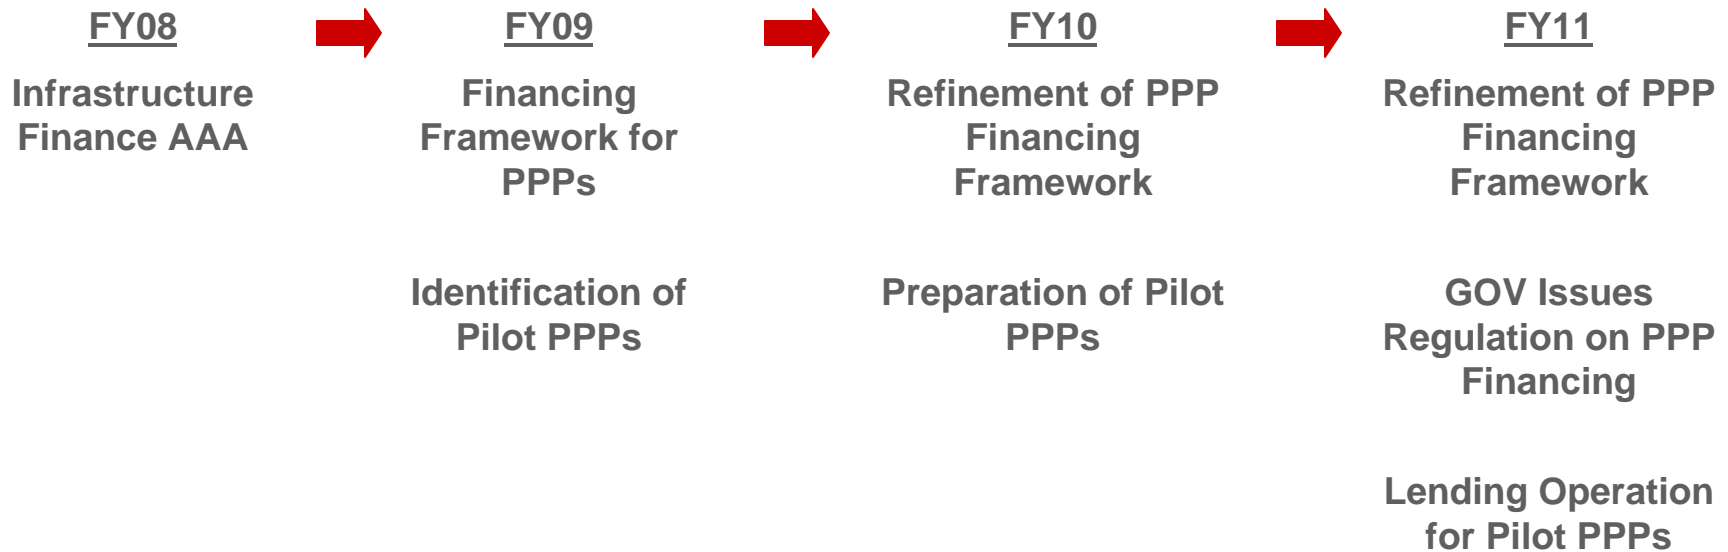 FY08
Infrastructure
Finance AAA
FY09
Financing
Framework for
PPPs
Identification of
Pilot PPPs
FY10
Refinement of PPP
Financing
Framework
Preparation of Pilot
PPPs
FY11
Refinement of PPP
Financing
Framework
GOV Issues
Regulation on PPP
Financing
Lending Operation
for Pilot PPPs